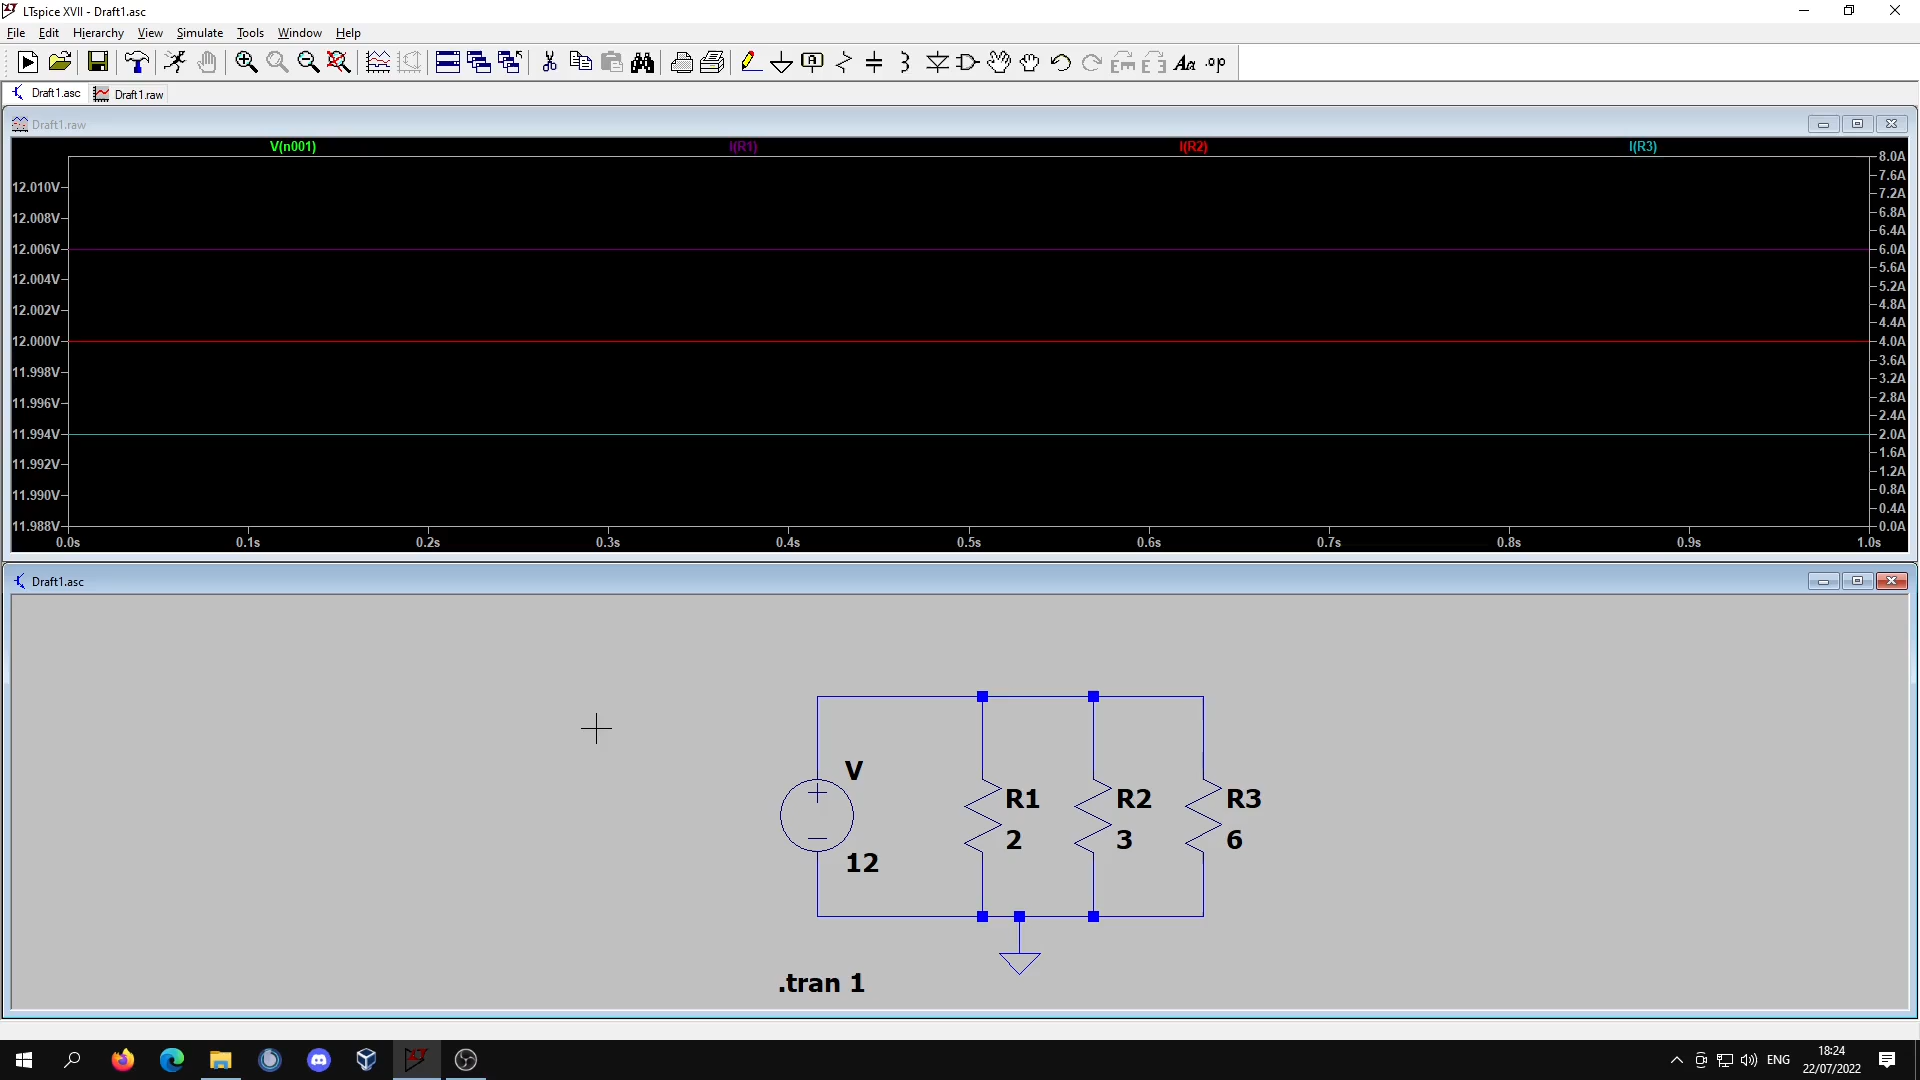 LTspice XVII - Draft1.asc
File Edit Hierarchy View Simulate Tools Window Help
Aa .op
Draft1.asc Draft1.raw
Draft1.raw
V(n001) I(R1) I(R2) I(R3)
8.0A
12.010V 7.6A
7.2A
12.008V 6.8A
6.4A
12.006V 6.0A
12.004V 5.6A
5.2A
12.002V 4.8A
4.4A
12.000V 4.0A
11.998V 3.6A
3.2A
11.996V 2.8A
2.4A
11.994V 2.0A
11.992V 1.6A
1.2A
11.990V 0.8A
0.4A
11.988V 0.0A
0.0s 0.1s 0.2s 0.3s 0.4s 0.5s 0.6s 0.7s 0.8s 0.9s 1.0s
Draft1.asc
V
R1 R2 R3
2 3 6
12
.tran 1
18:24
ENG
22/07/2022